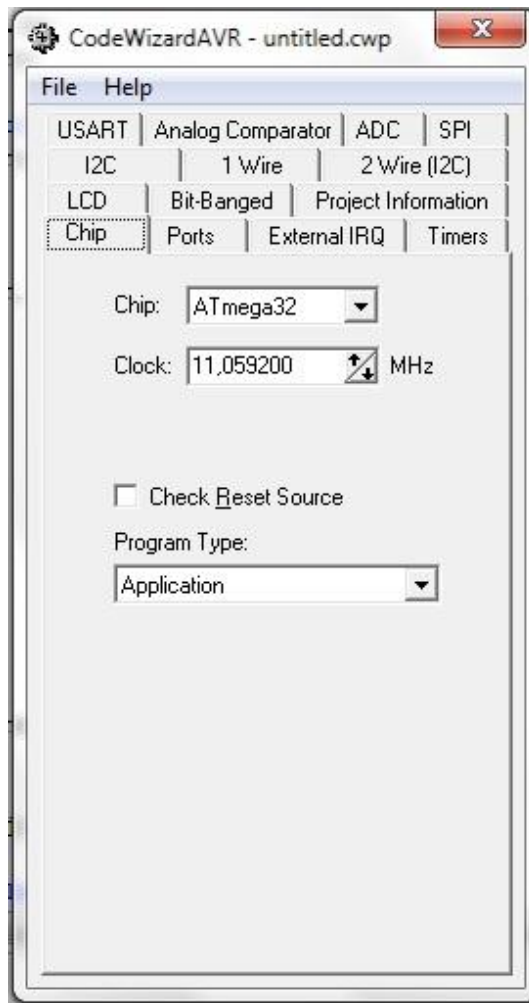 CodeWizardAVR - untitled.cwp
File Help
USART Analog Comparator ADC SPI
I2C 1 Wire 2 Wire (I2C)
LCD Bit-Banged Project Information
Chip Ports External IRQ Timers
Chip: ATmega32
Clock: 11,059200 MHz
Check Reset Source
Program Type:
Application